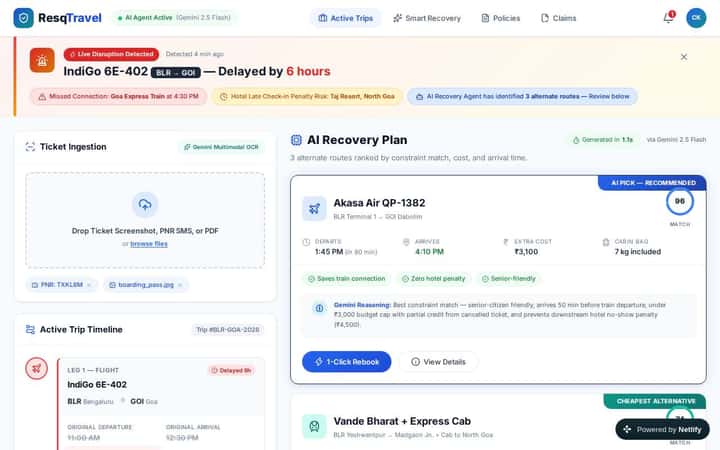 ResqTravel
AI Agent Active (Gemini 2.5 Flash)
Active Trips
Smart Recovery
Policies
Claims
1
CK
Live Disruption Detected
Detected 4 min ago
IndiGo 6E-402 BLR → GOI — Delayed by 6 hours
Missed Connection: Goa Express Train at 4:30 PM
Hotel Late Check-in Penalty Risk: Taj Resort, North Goa
AI Recovery Agent has identified 3 alternate routes — Review below
Ticket Ingestion
Gemini Multimodal OCR
Drop Ticket Screenshot, PNR SMS, or PDF
or browse files
PNR: TXKL8M ×
boarding_pass.jpg ×
Active Trip Timeline
Trip #BLR-GOA-2026
LEG 1 — FLIGHT
Delayed 6h
IndiGo 6E-402
BLR Bengaluru
GOI Goa
ORIGINAL DEPARTURE
ORIGINAL ARRIVAL
11:00 AM
12:30 PM
AI Recovery Plan
Generated in 1.1s
via Gemini 2.5 Flash
3 alternate routes ranked by constraint match, cost, and arrival time.
AI PICK — RECOMMENDED
Akasa Air QP-1382
BLR Terminal 1 → GOI Dabolim
96
MATCH
DEPARTS
1:45 PM (in 80 min)
ARRIVES
4:10 PM
EXTRA COST
₹3,100
CABIN BAG
7 kg included
Saves train connection
Zero hotel penalty
Senior-friendly
Gemini Reasoning: Best constraint match — senior-citizen friendly, arrives 50 min before train departure, under
₹3,000 budget cap with partial credit from cancelled ticket, and prevents downstream hotel no-show penalty
(₹4,500).
1-Click Rebook
View Details
CHEAPEST ALTERNATIVE
Vande Bharat + Express Cab
BLR Yeshwantpur → Madgaon Jn. + Cab to North Goa
MATCH
Powered by Netlify